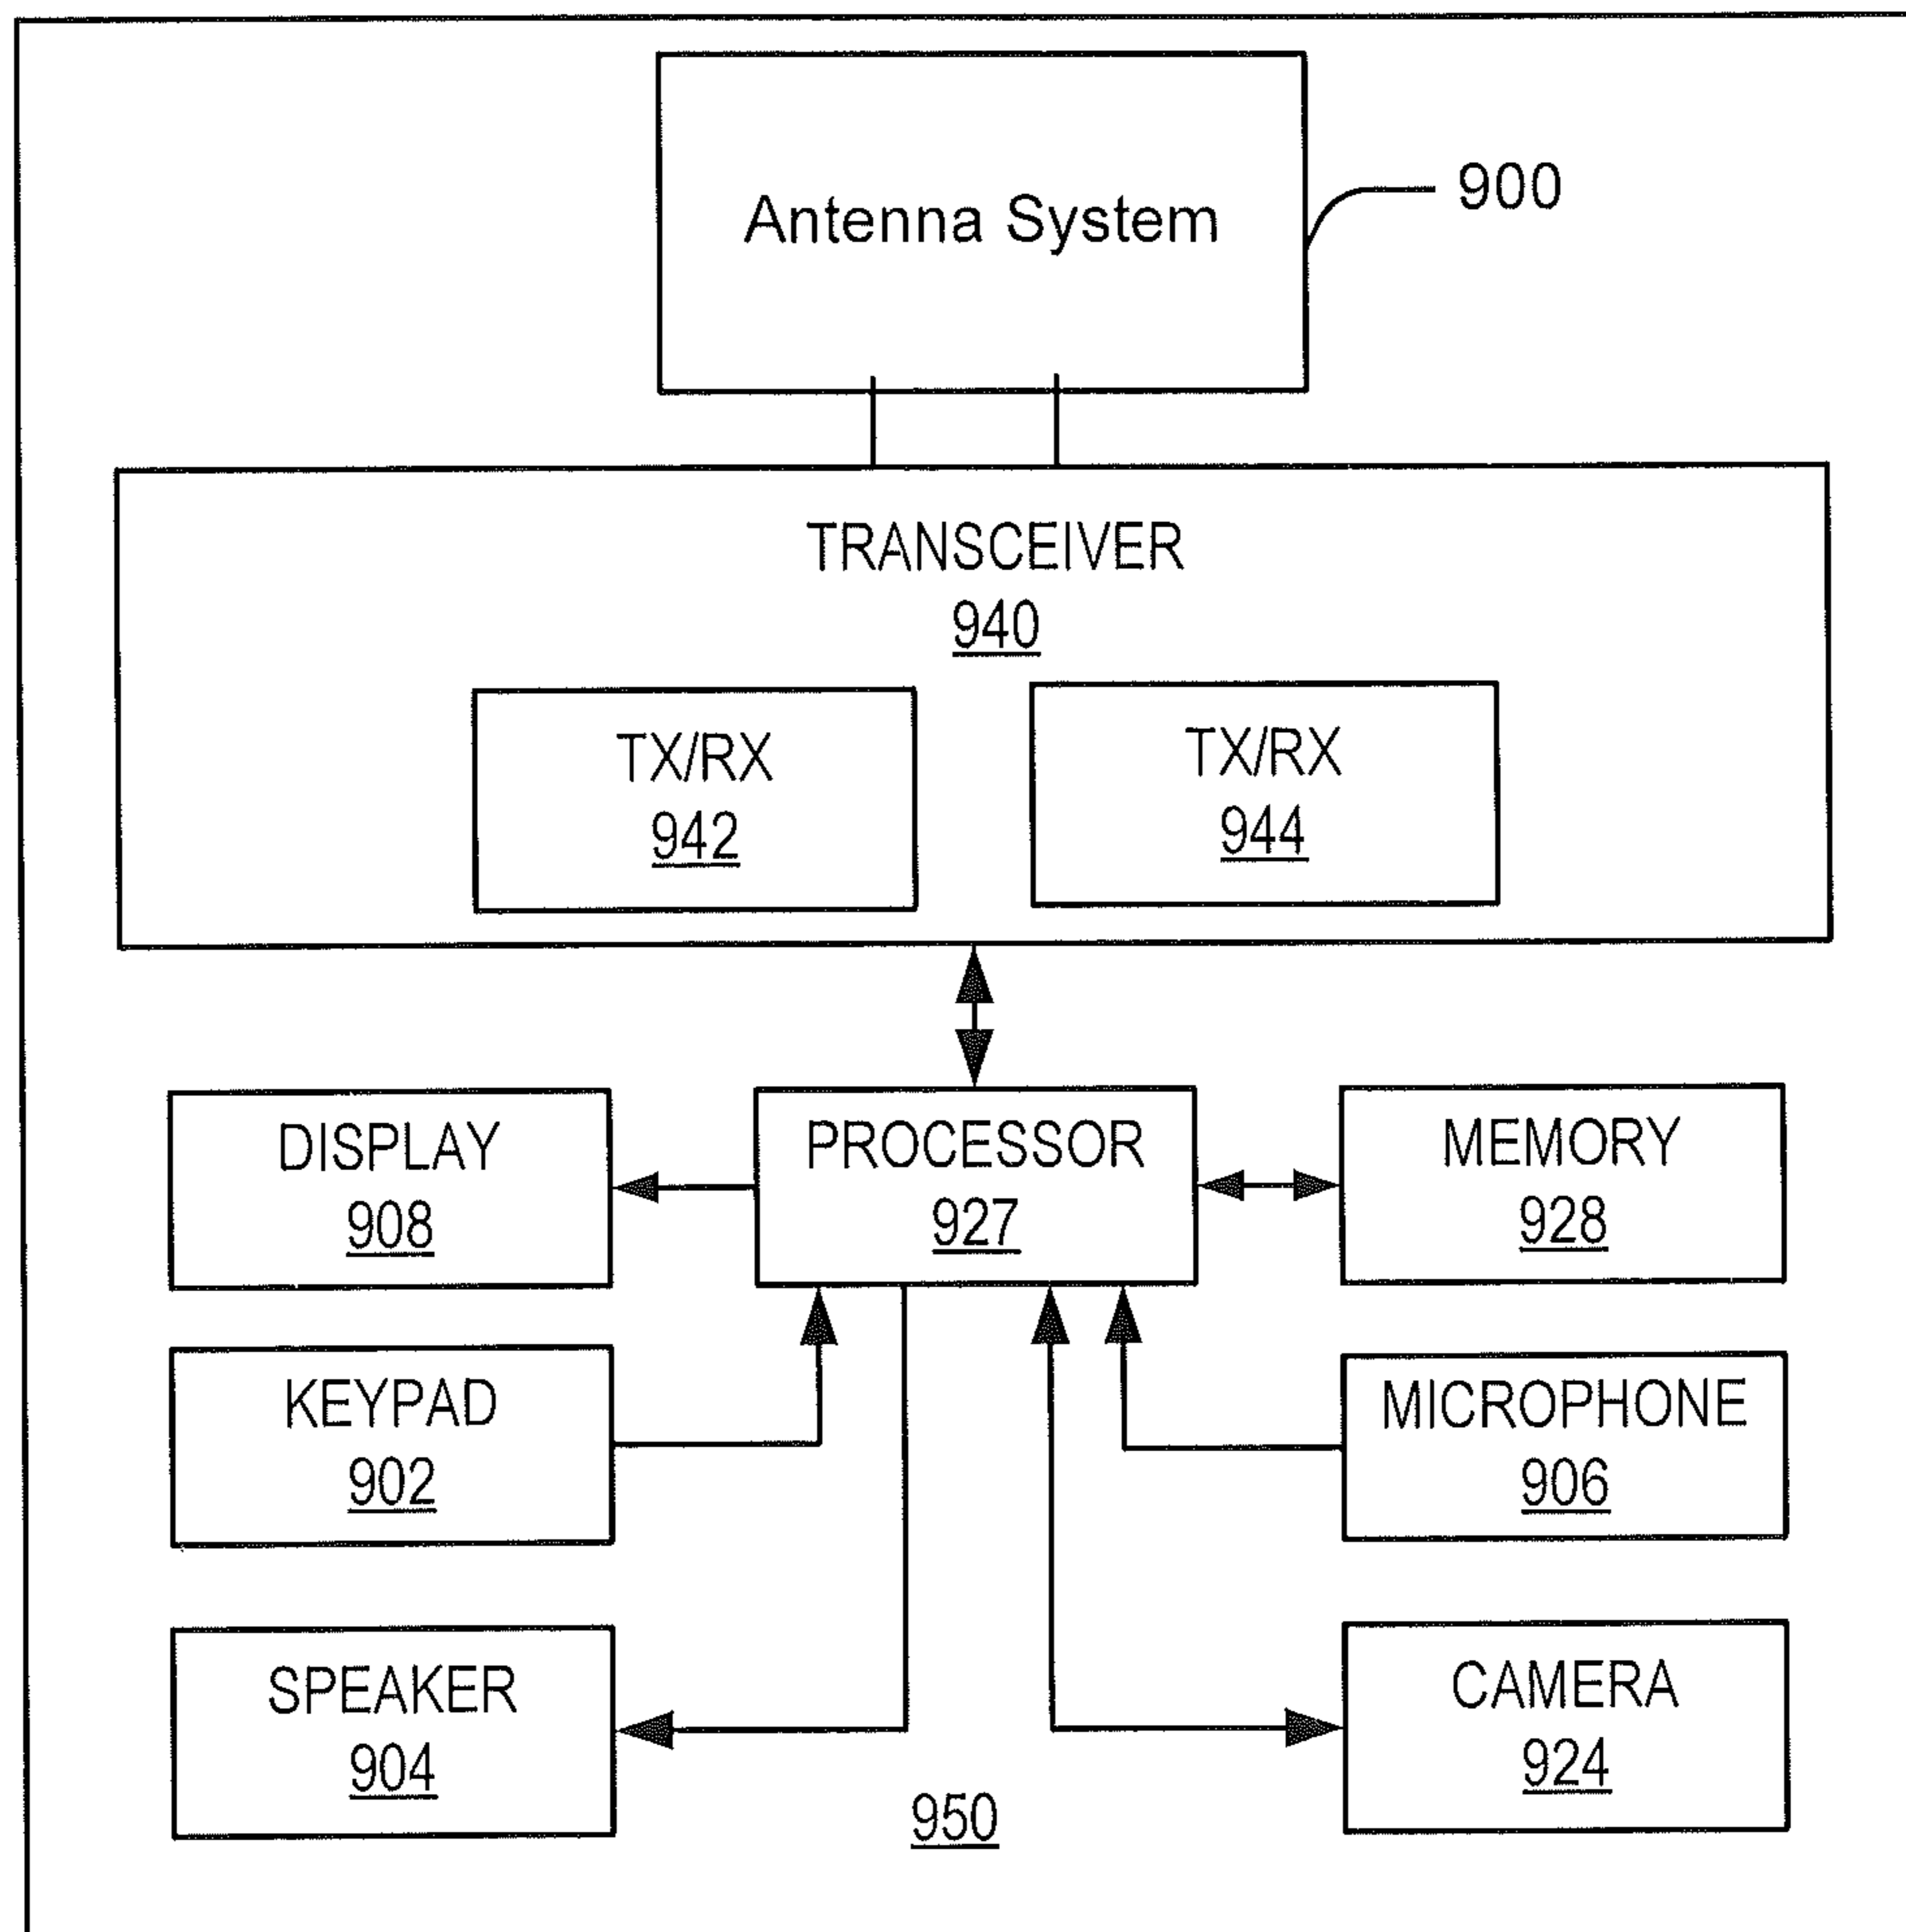 Antenna System
900
TRANSCEIVER
940
TX/RX
942
TX/RX
944
DISPLAY
908
PROCESSOR
927
MEMORY
928
KEYPAD
902
MICROPHONE
906
SPEAKER
904
CAMERA
924
950